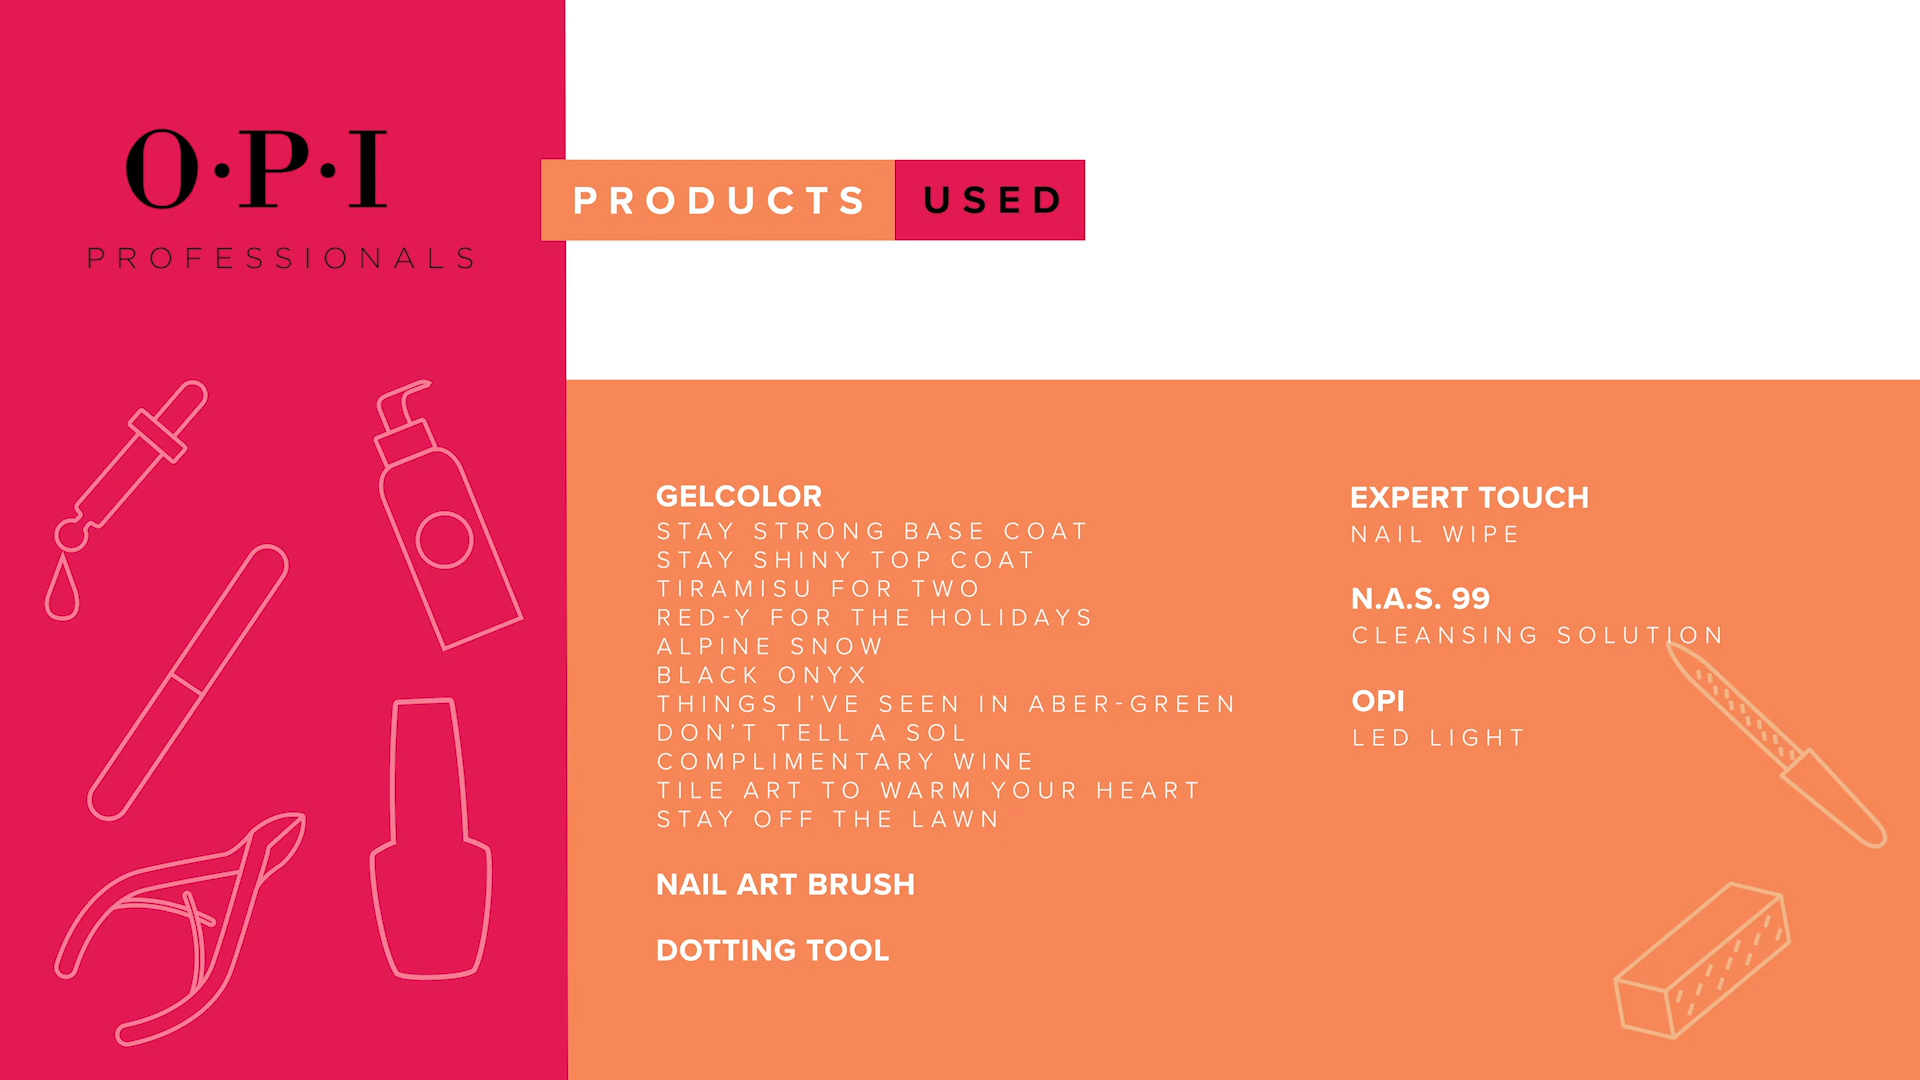 O·P·I
PROFESSIONALS
PRODUCTS USED
GELCOLOR
STAY STRONG BASE COAT
STAY SHINY TOP COAT
TIRAMISU FOR TWO
RED-Y FOR THE HOLIDAYS
ALPINE SNOW
BLACK ONYX
THINGS I’VE SEEN IN ABER-GREEN
DON’T TELL A SOL
COMPLIMENTARY WINE
TILE ART TO WARM YOUR HEART
STAY OFF THE LAWN
NAIL ART BRUSH
DOTTING TOOL
EXPERT TOUCH
NAIL WIPE
N.A.S. 99
CLEANSING SOLUTION
OPI
LED LIGHT